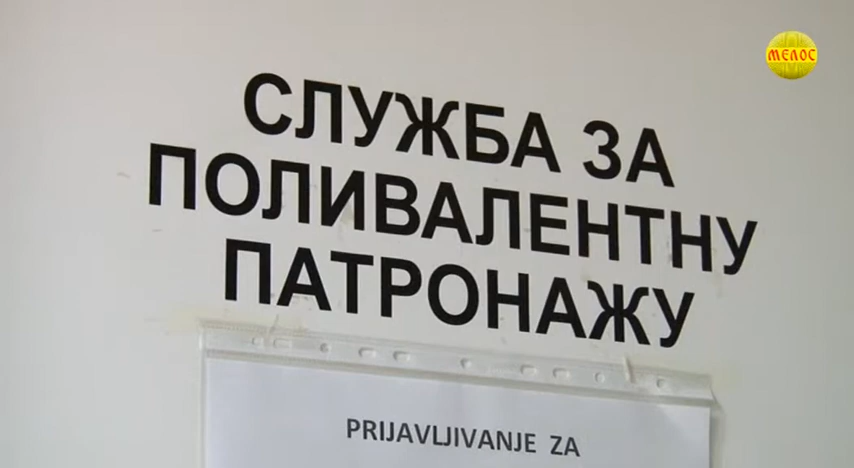 МЕЛОС
СЛУЖБА ЗА
ПОЛИВАЛЕНТНУ
ПАТРОНАЖУ
PRIJAVLJIVANJE ZA